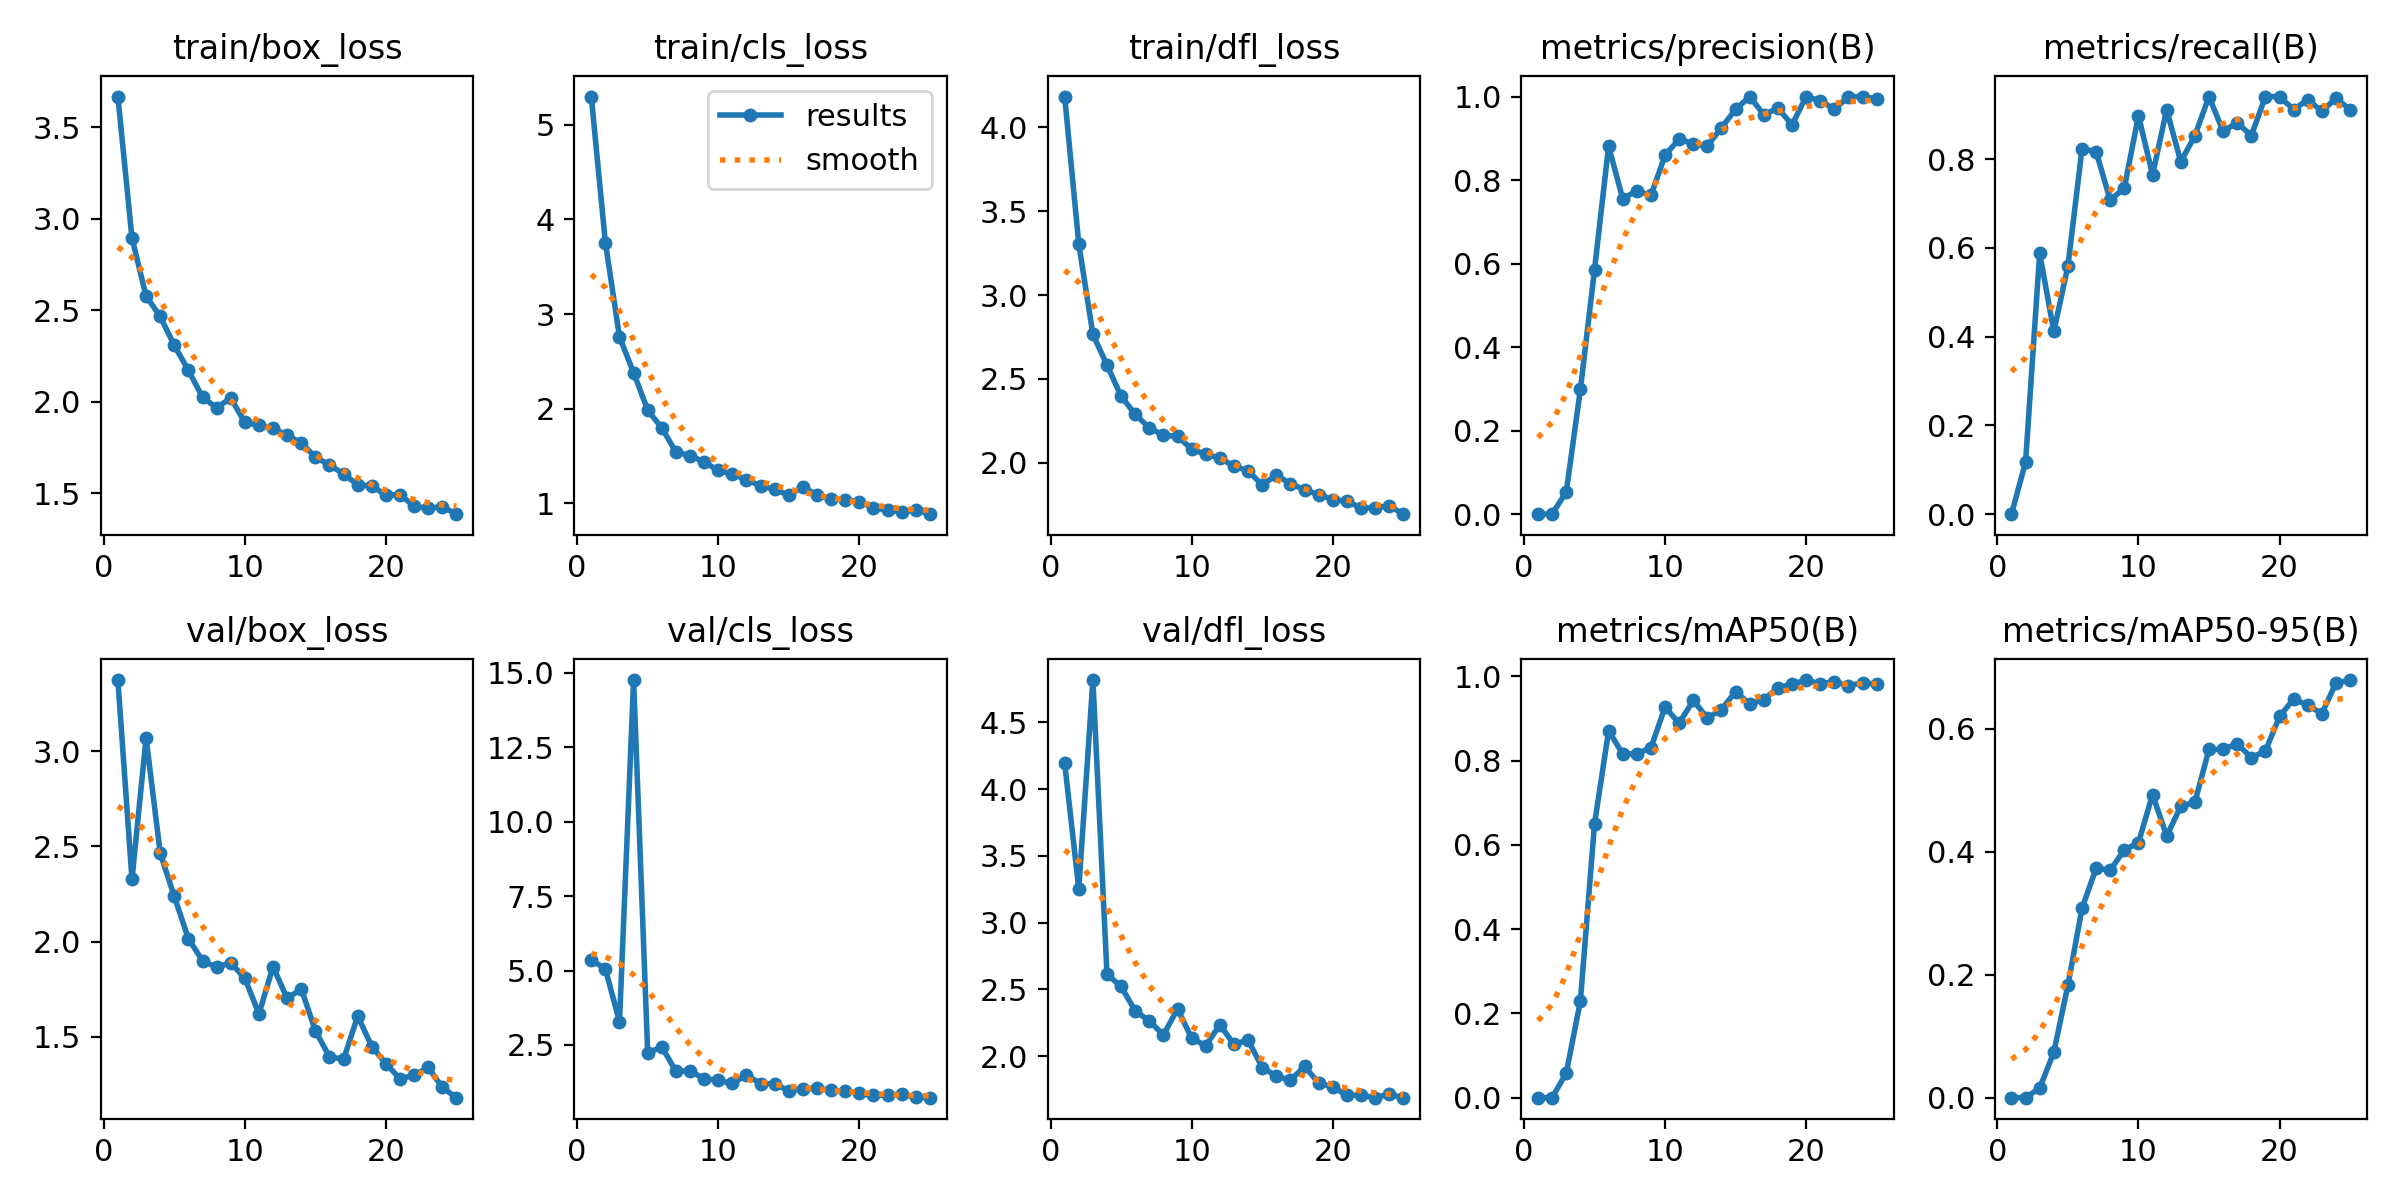 train/box_loss
train/cls_loss
train/dfl_loss
metrics/precision(B)
metrics/recall(B)
3.5
3.0
2.5
2.0
1.5
0 10 20
results
smooth
5
4
3
2
1
0 10 20
4.0
3.5
3.0
2.5
2.0
0 10 20
1.0
0.8
0.6
0.4
0.2
0.0
0 10 20
0.8
0.6
0.4
0.2
0.0
0 10 20
val/box_loss
val/cls_loss
val/dfl_loss
metrics/mAP50(B)
metrics/mAP50-95(B)
3.0
2.5
2.0
1.5
0 10 20
15.0
12.5
10.0
7.5
5.0
2.5
0 10 20
4.5
4.0
3.5
3.0
2.5
2.0
0 10 20
1.0
0.8
0.6
0.4
0.2
0.0
0 10 20
0.6
0.4
0.2
0.0
0 10 20